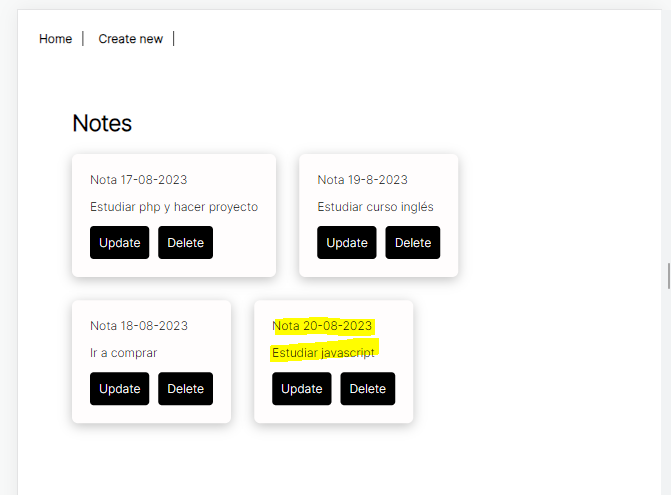 Home | Create new |
Notes
Nota 17-08-2023
Estudiar php y hacer proyecto
Update Delete
Nota 19-8-2023
Estudiar curso inglés
Update Delete
Nota 18-08-2023
Ir a comprar
Update Delete
Nota 20-08-2023
Estudiar javascript
Update Delete